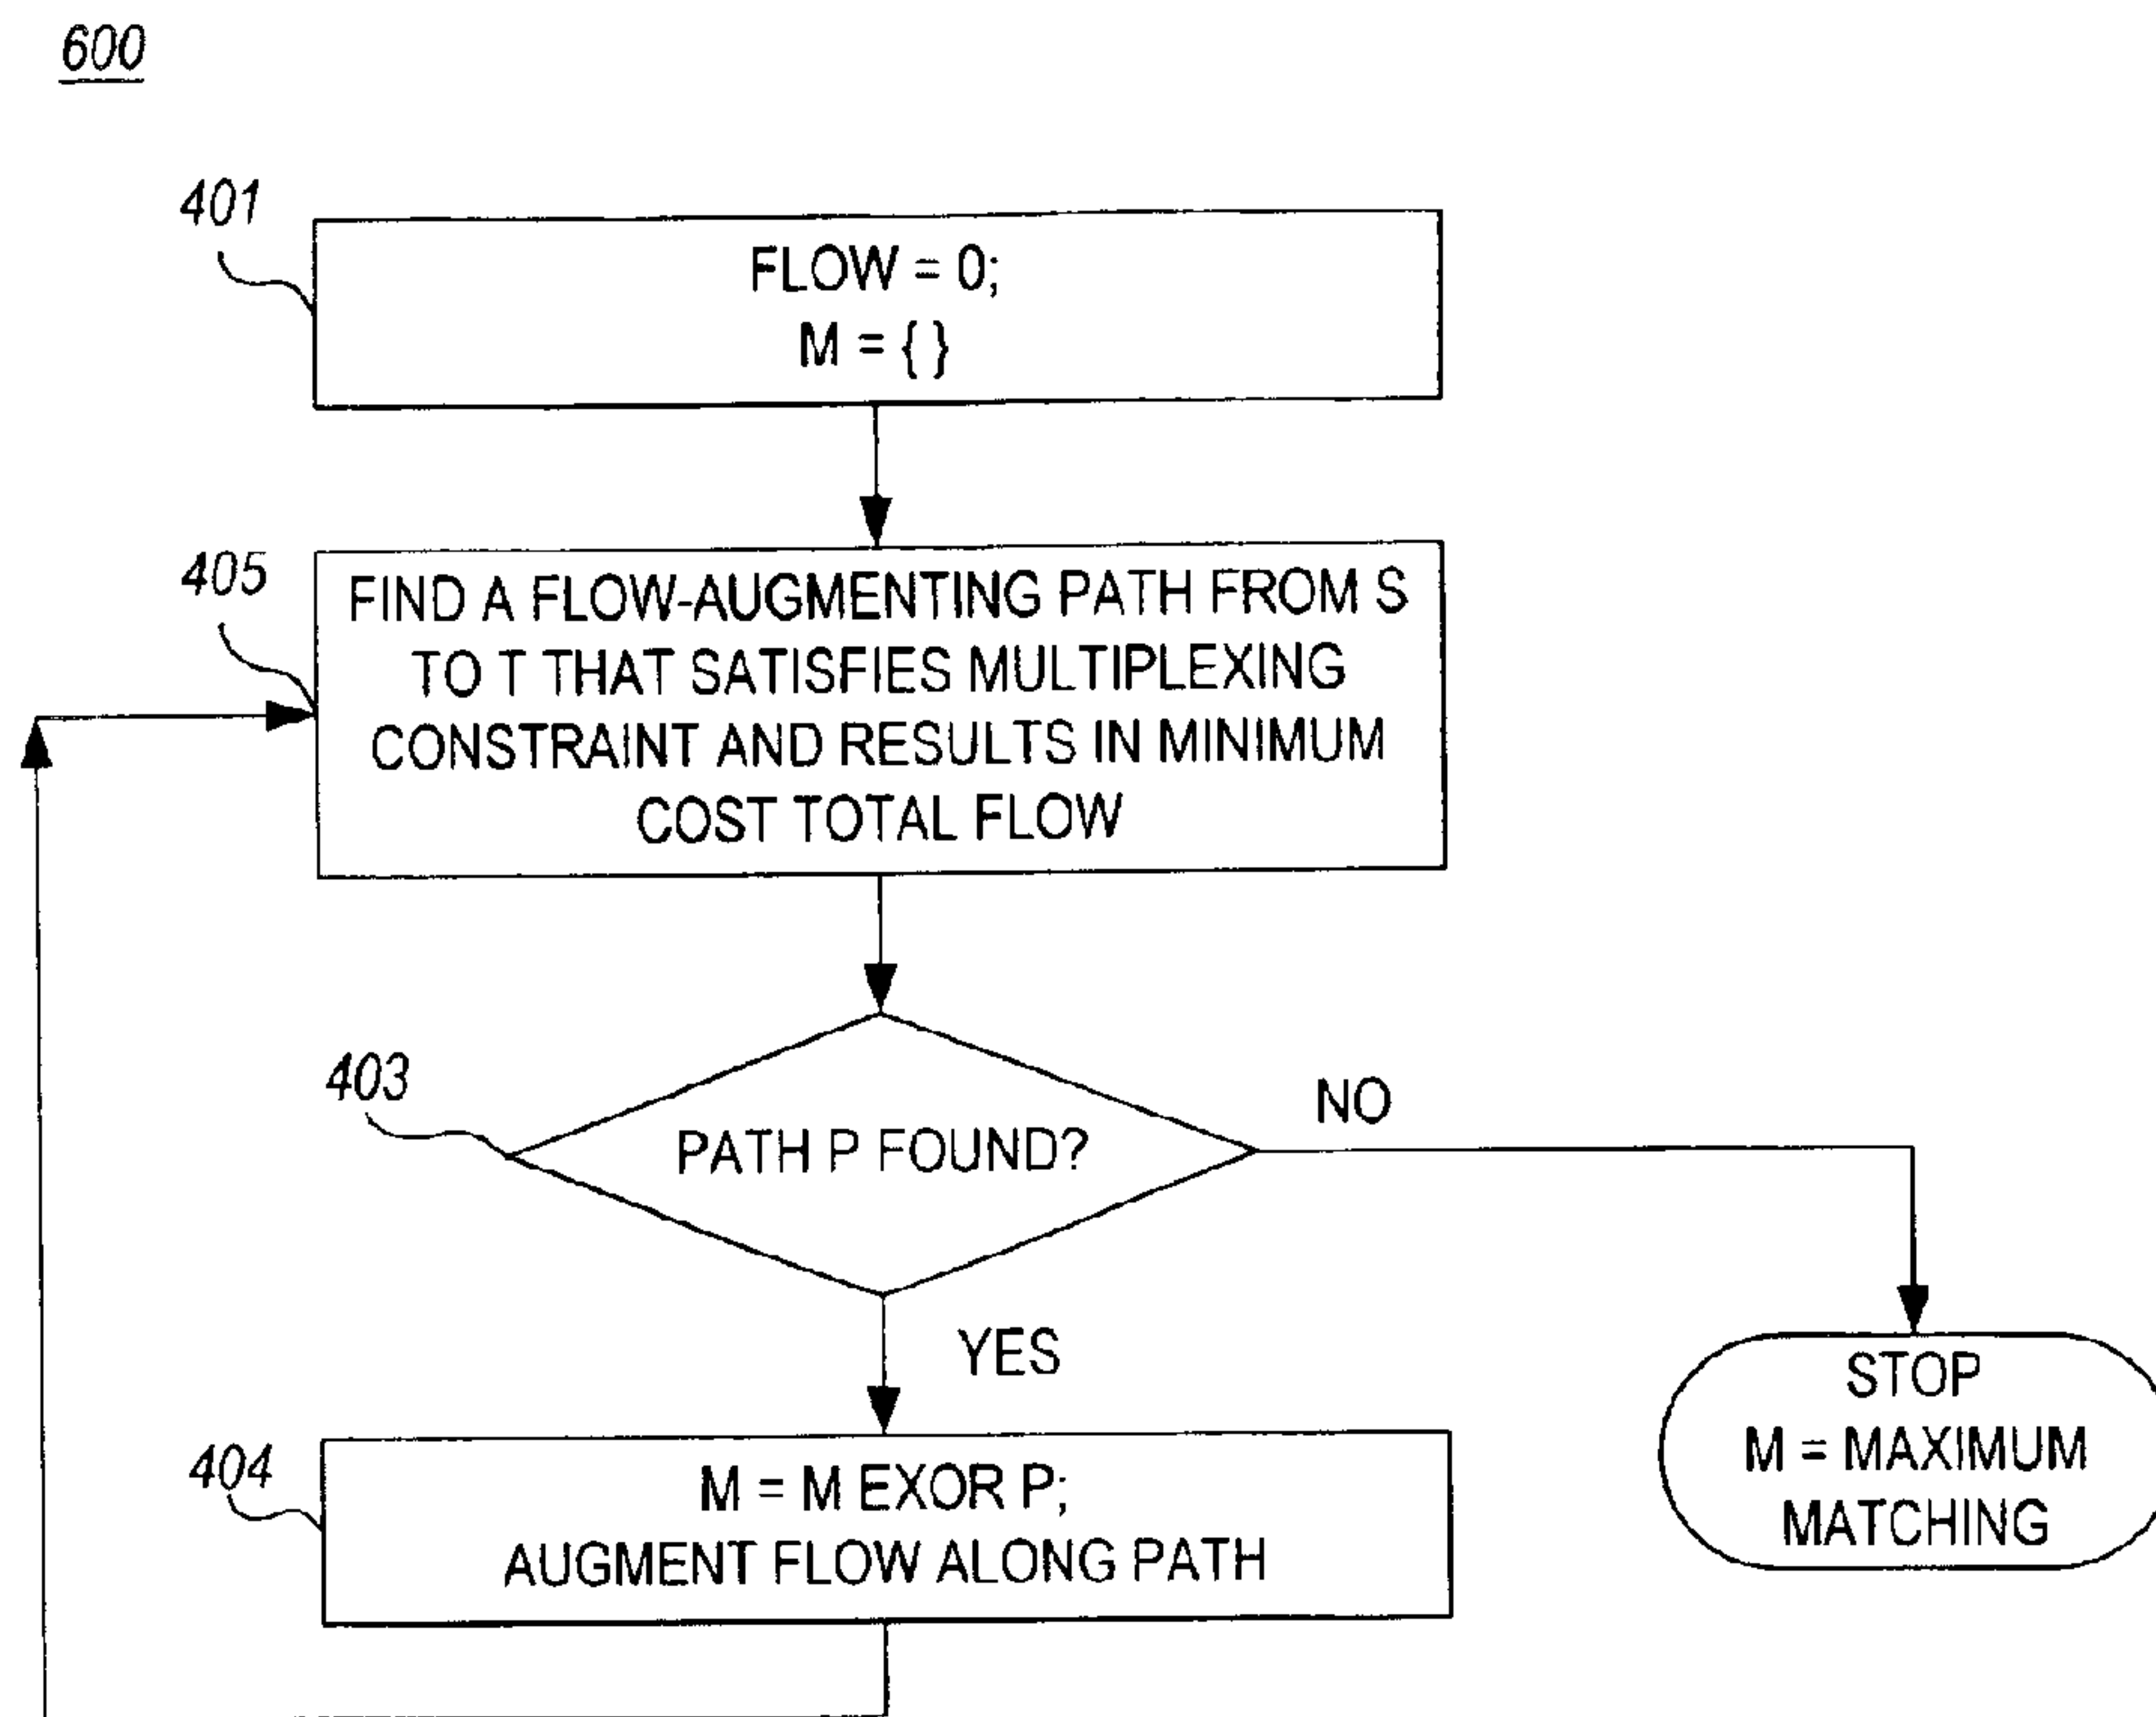 600
401
FLOW = 0;
M = { }
405
FIND A FLOW-AUGMENTING PATH FROM S
TO T THAT SATISFIES MULTIPLEXING
CONSTRAINT AND RESULTS IN MINIMUM
COST TOTAL FLOW
403
PATH P FOUND?
NO
YES
STOP
M = MAXIMUM
MATCHING
404
M = M EXOR P;
AUGMENT FLOW ALONG PATH